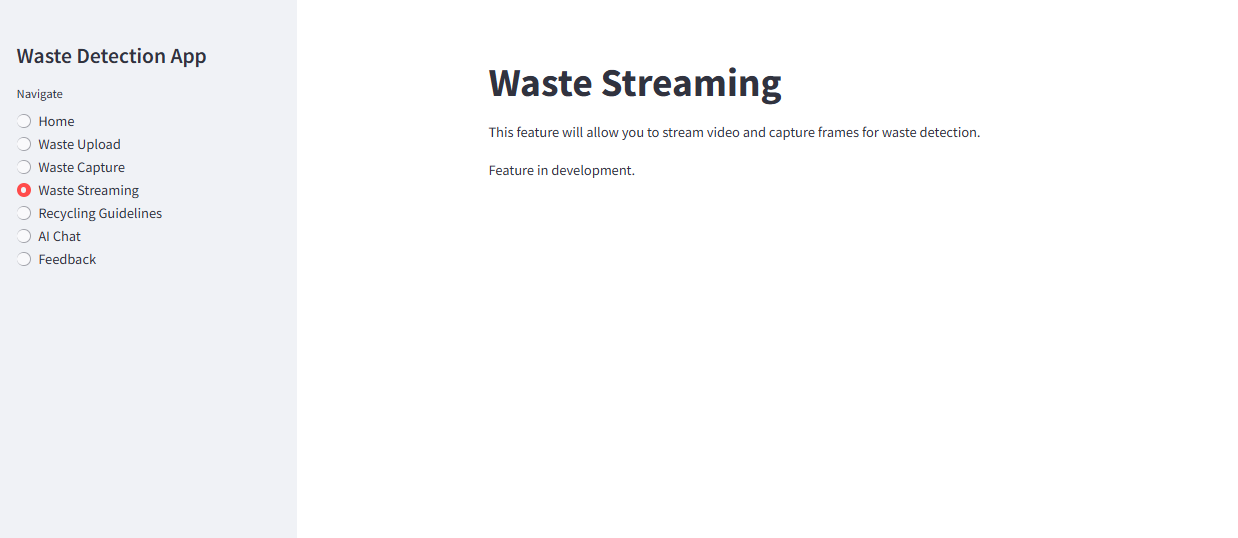 Waste Detection App
Navigate
Home
Waste Upload
Waste Capture
Waste Streaming
Recycling Guidelines
AI Chat
Feedback
Waste Streaming
This feature will allow you to stream video and capture frames for waste detection.
Feature in development.